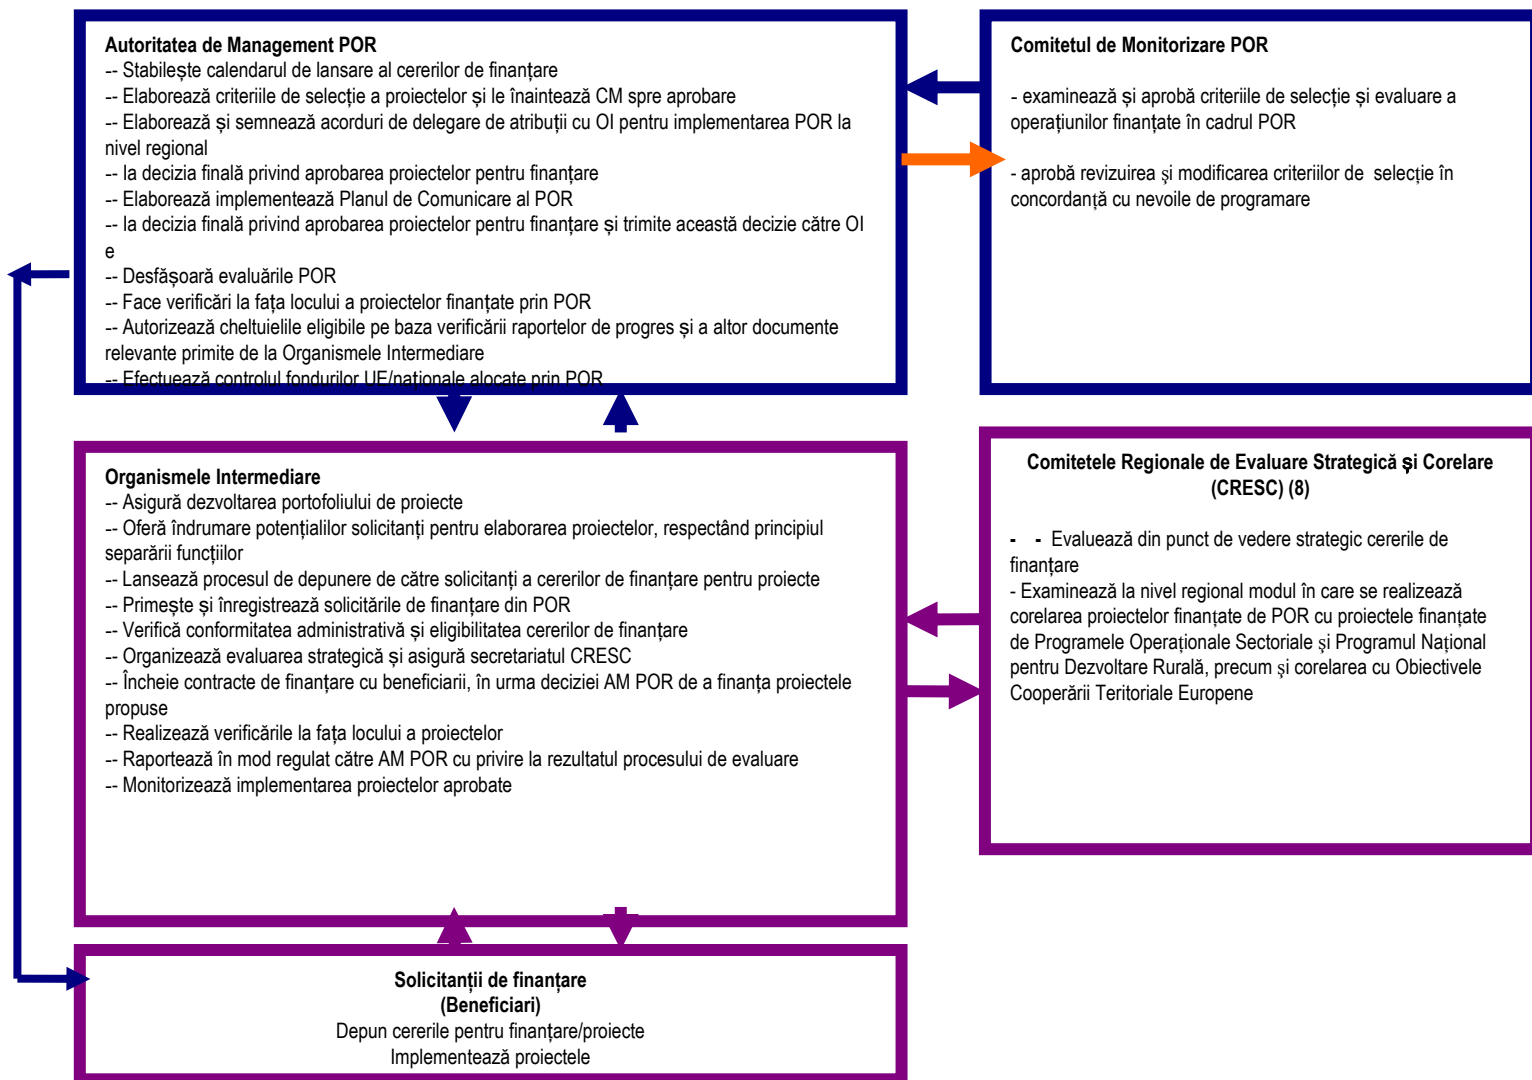 Autoritatea de Management POR
-- Stabilește calendarul de lansare al cererilor de finanțare
-- Elaborează criteriile de selecție a proiectelor și le înaintează CM spre aprobare
-- Elaborează și semnează acorduri de delegare de atribuții cu OI pentru implementarea POR la
nivel regional
-- Ia decizia finală privind aprobarea proiectelor pentru finanțare
-- Elaborează implementează Planul de Comunicare al POR
-- Ia decizia finală privind aprobarea proiectelor pentru finanțare și trimite această decizie către OI
e
-- Desfășoară evaluările POR
-- Face verificări la fața locului a proiectelor finanțate prin POR
-- Autorizează cheltuielile eligibile pe baza verificării raportelor de progres și a altor documente
relevante primite de la Organismele Intermediare
-- Efectuează controlul fondurilor UE/naționale alocate prin POR
Comitetul de Monitorizare POR
- examinează și aprobă criteriile de selecție și evaluare a
operațiunilor finanțate în cadrul POR
- aprobă revizuirea şi modificarea criteriilor de  selecție în
concordanță cu nevoile de programare
Organismele Intermediare
-- Asigură dezvoltarea portofoliului de proiecte
-- Oferă îndrumare potențialilor solicitanți pentru elaborarea proiectelor, respectând principiul
separării funcțiilor
-- Lansează procesul de depunere de către solicitanți a cererilor de finanțare pentru proiecte
-- Primește și înregistrează solicitările de finanțare din POR
-- Verifică conformitatea administrativă și eligibilitatea cererilor de finanțare
-- Organizează evaluarea strategică și asigură secretariatul CRESC
-- Încheie contracte de finanțare cu beneficiarii, în urma deciziei AM POR de a finanța proiectele
propuse
-- Realizează verificările la fața locului a proiectelor
-- Raportează în mod regulat către AM POR cu privire la rezultatul procesului de evaluare
-- Monitorizează implementarea proiectelor aprobate
Comitetele Regionale de Evaluare Strategică și Corelare
(CRESC) (8)
- - Evaluează din punct de vedere strategic cererile de
finanțare
- Examinează la nivel regional modul în care se realizează
corelarea proiectelor finanțate de POR cu proiectele finanțate
de Programele Operaționale Sectoriale şi Programul Național
pentru Dezvoltare Rurală, precum şi corelarea cu Obiectivele
Cooperării Teritoriale Europene
Solicitanții de finanțare
(Beneficiari)
Depun cererile pentru finanțare/proiecte
Implementează proiectele